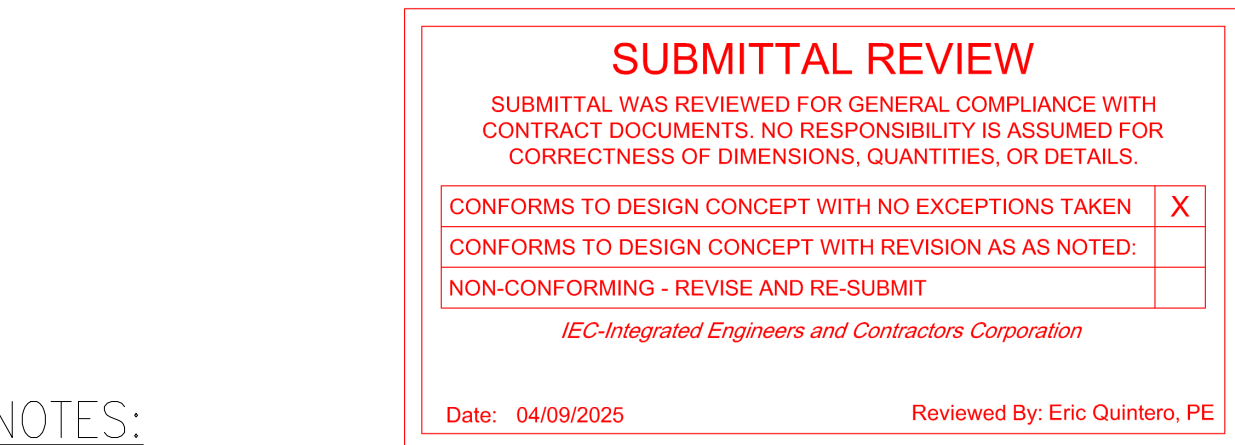 SUBMITTAL REVIEW
SUBMITTAL WAS REVIEWED FOR GENERAL COMPLIANCE WITH
CONTRACT DOCUMENTS. NO RESPONSIBILITY IS ASSUMED FOR
CORRECTNESS OF DIMENSIONS, QUANTITIES, OR DETAILS.
CONFORMS TO DESIGN CONCEPT WITH NO EXCEPTIONS TAKEN X
CONFORMS TO DESIGN CONCEPT WITH REVISION AS AS NOTED:
NON-CONFORMING - REVISE AND RE-SUBMIT
IEC-Integrated Engineers and Contractors Corporation
Date: 04/09/2025 Reviewed By: Eric Quintero, PE
NOTES: